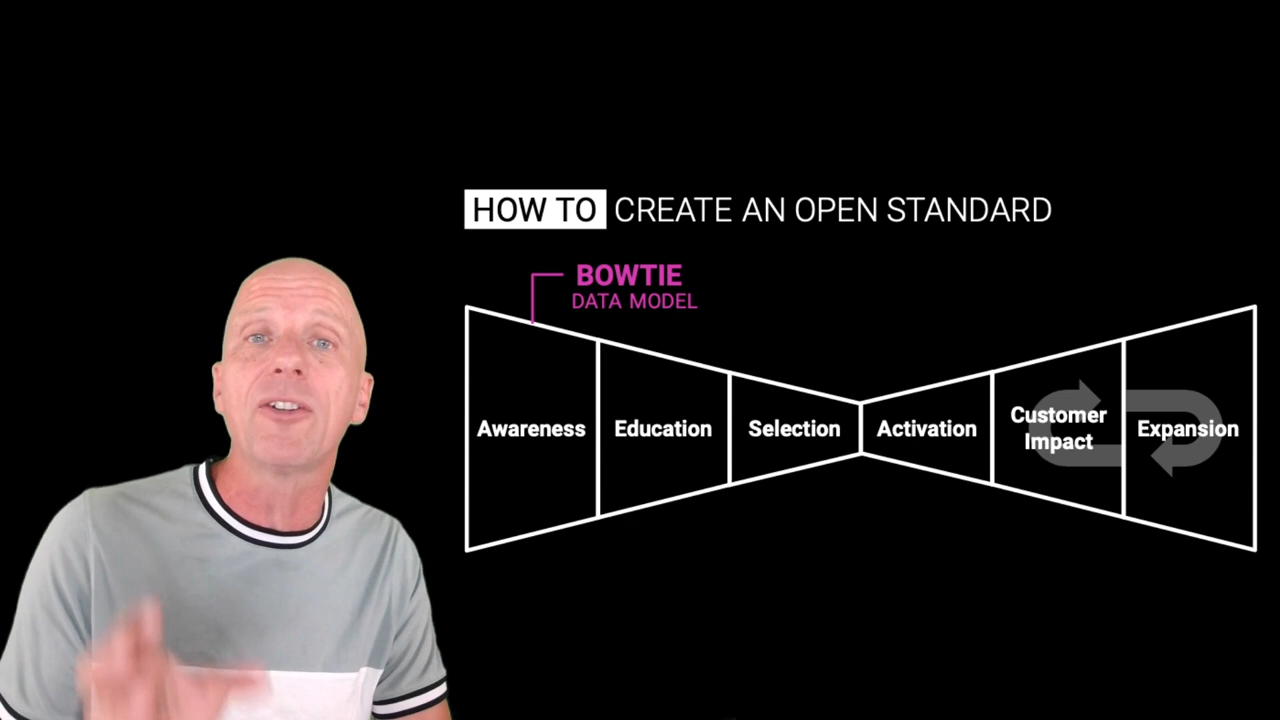 HOW TO CREATE AN OPEN STANDARD
BOWTIE
DATA MODEL
Awareness
Education
Selection
Activation
Customer
Impact
Expansion